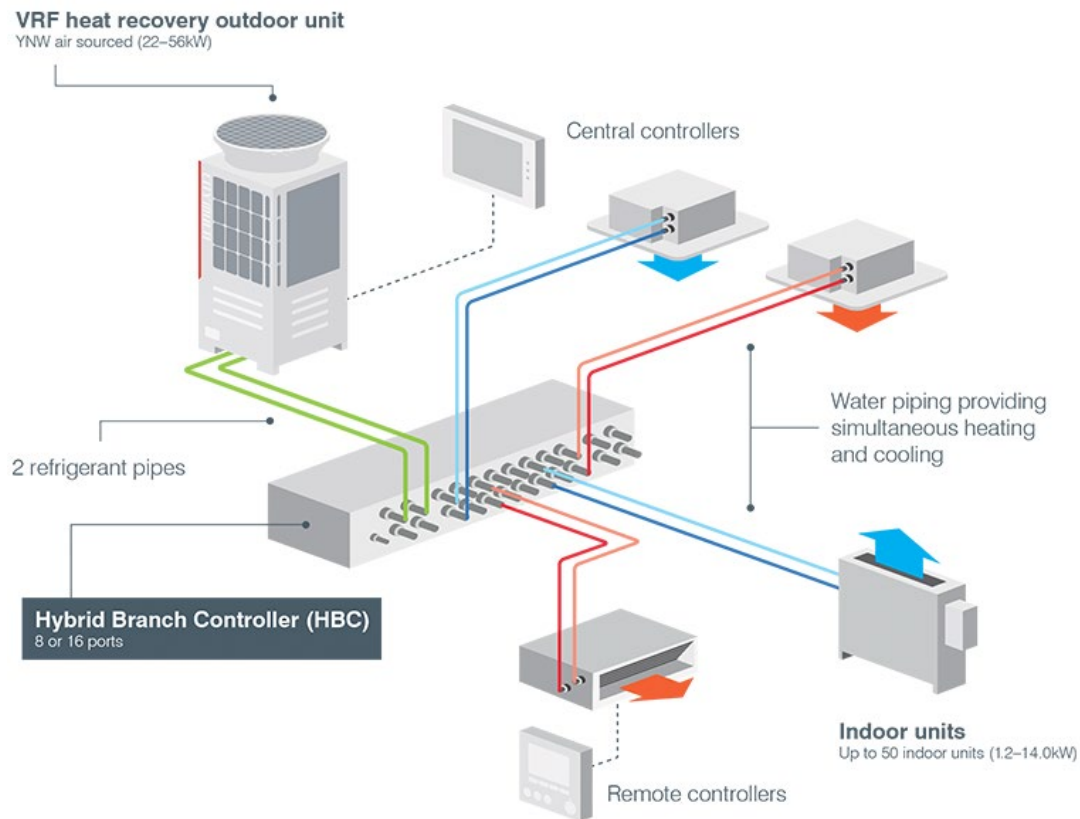 VRF heat recovery outdoor unit
YNW air sourced (22–56kW)
Central controllers
2 refrigerant pipes
Water piping providing
simultaneous heating
and cooling
Hybrid Branch Controller (HBC)
8 or 16 ports
Indoor units
Up to 50 indoor units (1.2–14.0kW)
Remote controllers